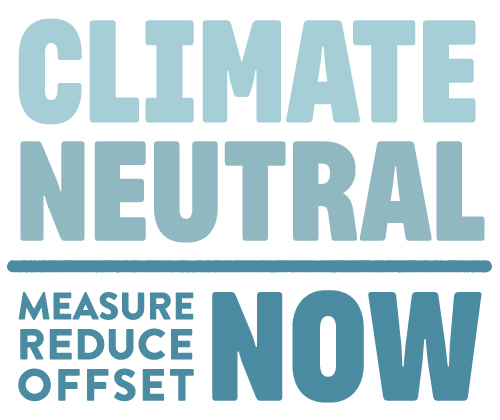 CLIMATE
NEUTRAL
MEASURE
REDUCE
OFFSET
NOW